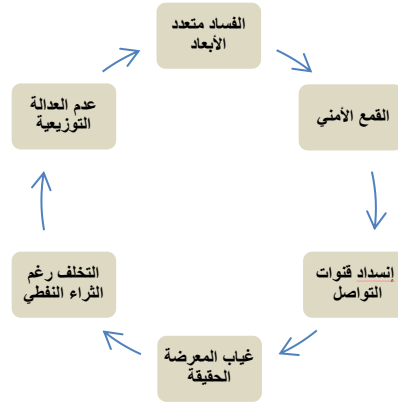 الفساد متعدد
الأبعاد
القمع الأمني
إنسداد قنوات
التواصل
غياب المعرضة
الحقيقة
التخلف رغم
الثراء النفطي
عدم العدالة
التوزيعية